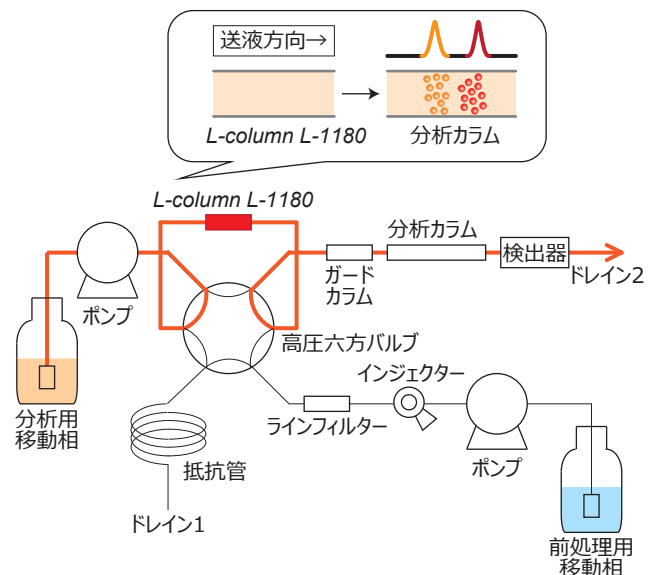 送液方向→
L-column L-1180
分析カラム
L-column L-1180
分析カラム
検出器
ガード
カラム
ドレイン2
ポンプ
高圧六方バルブ
インジェクター
分析用
移動相
ラインフィルター
抵抗管
ポンプ
ドレイン1
前処理用
移動相